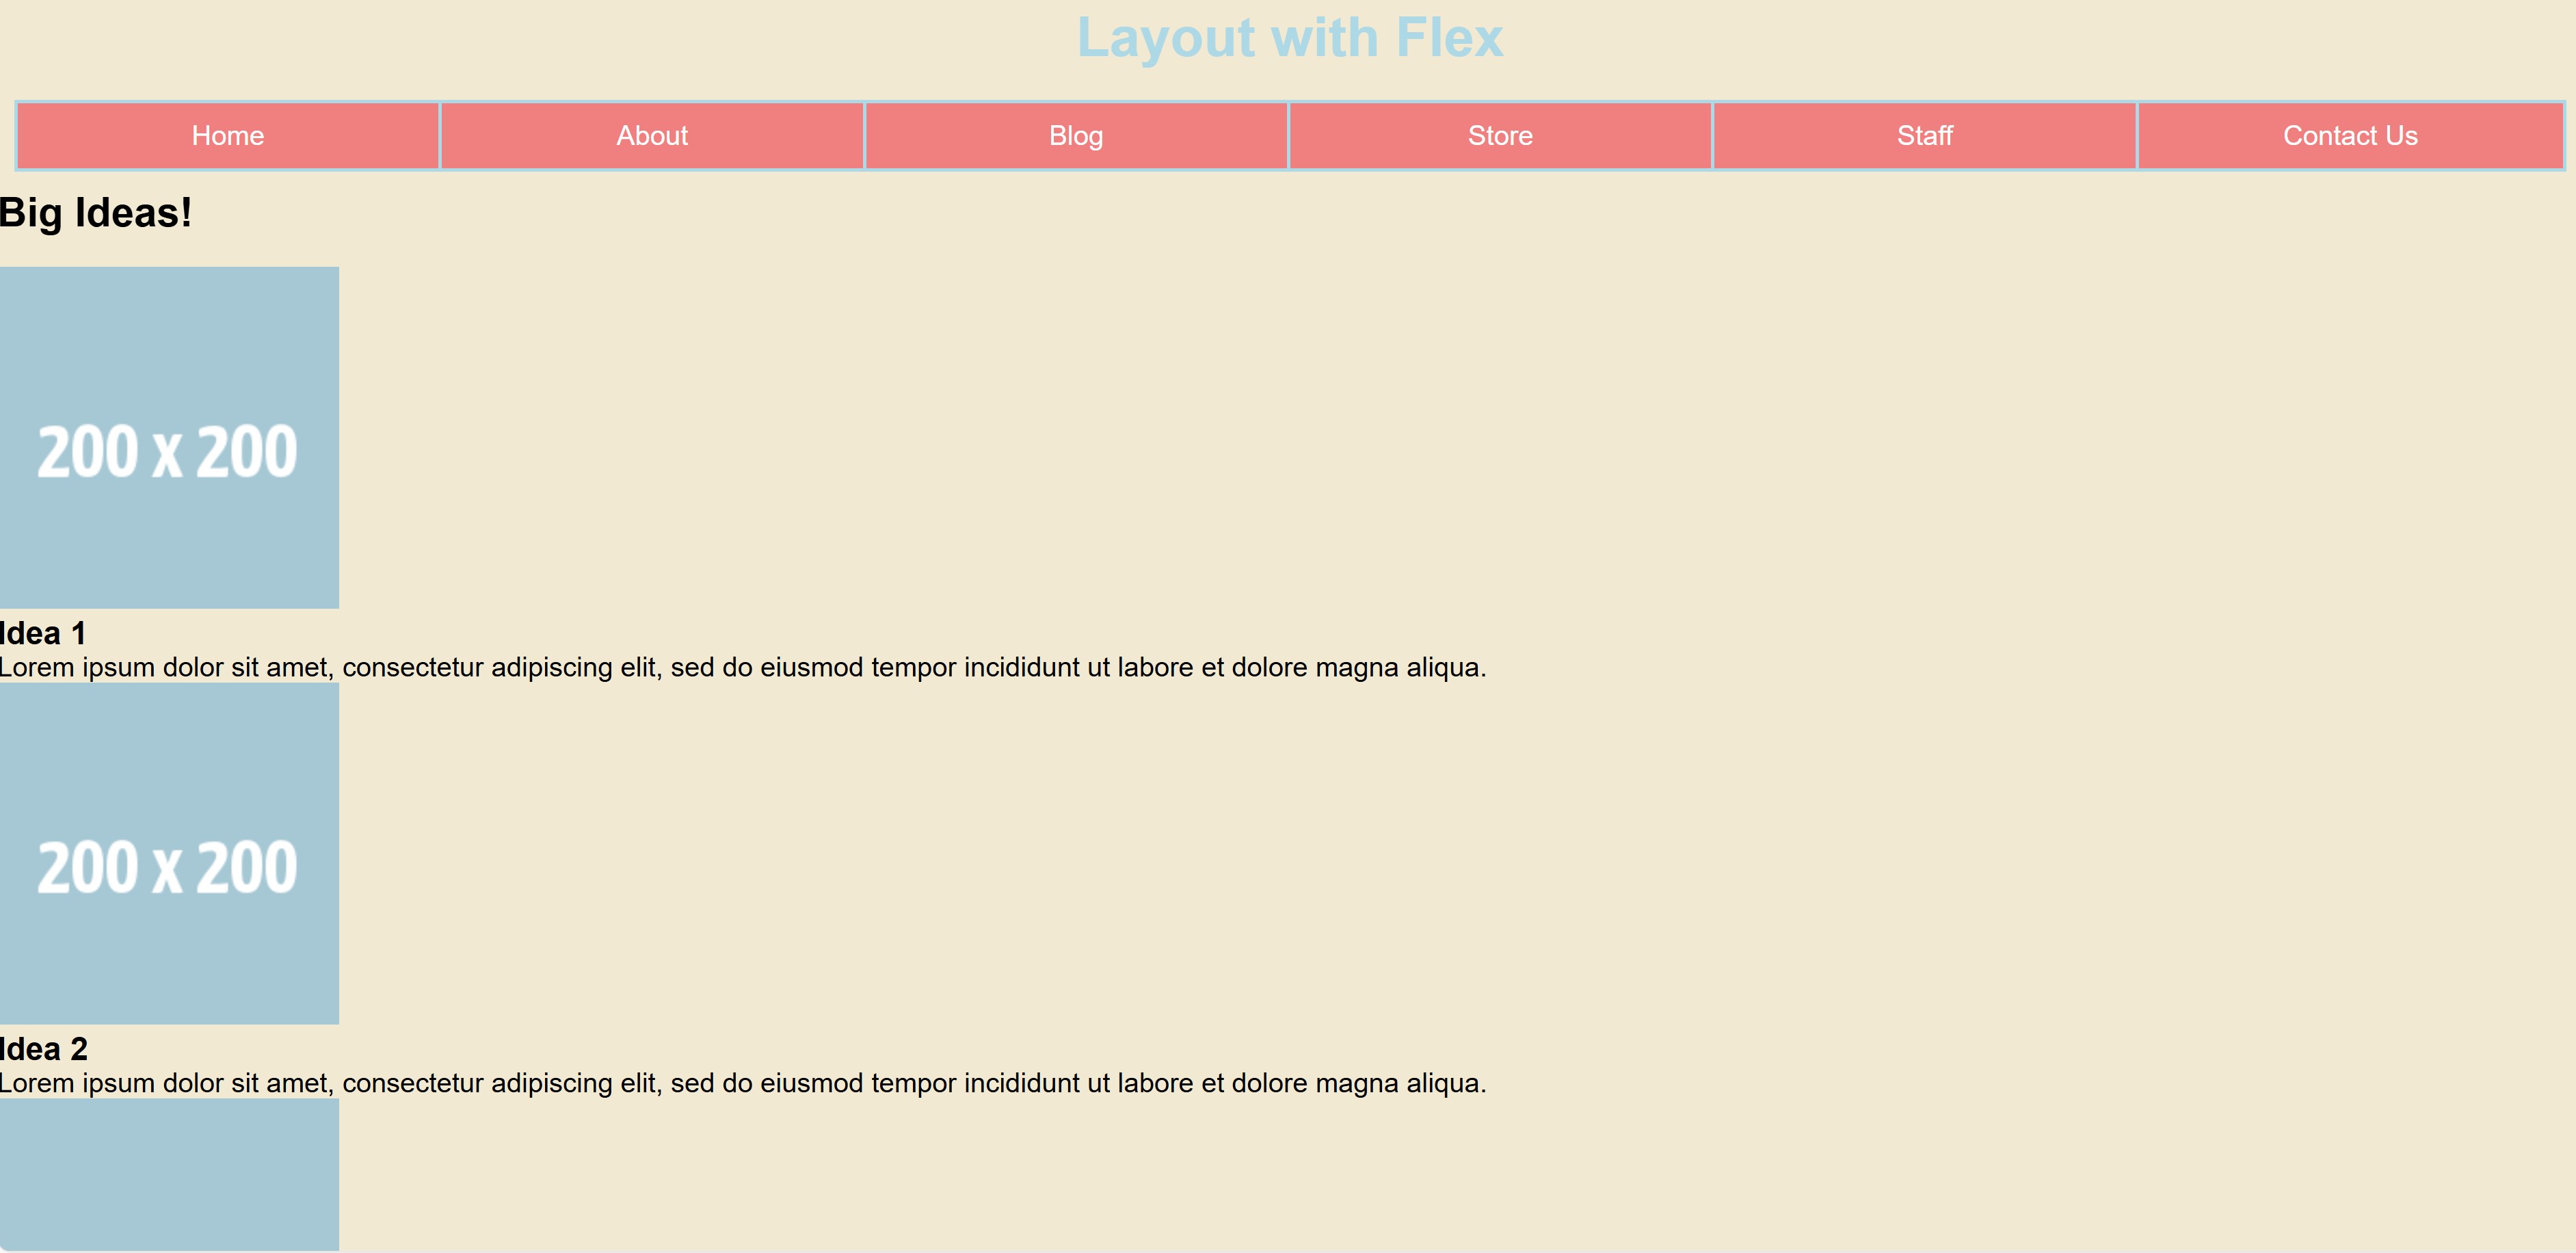 Layout with Flex
Home About Blog Store Staff Contact Us
Big Ideas!
200 x 200
Idea 1
Lorem ipsum dolor sit amet, consectetur adipiscing elit, sed do eiusmod tempor incididunt ut labore et dolore magna aliqua.
200 x 200
Idea 2
Lorem ipsum dolor sit amet, consectetur adipiscing elit, sed do eiusmod tempor incididunt ut labore et dolore magna aliqua.